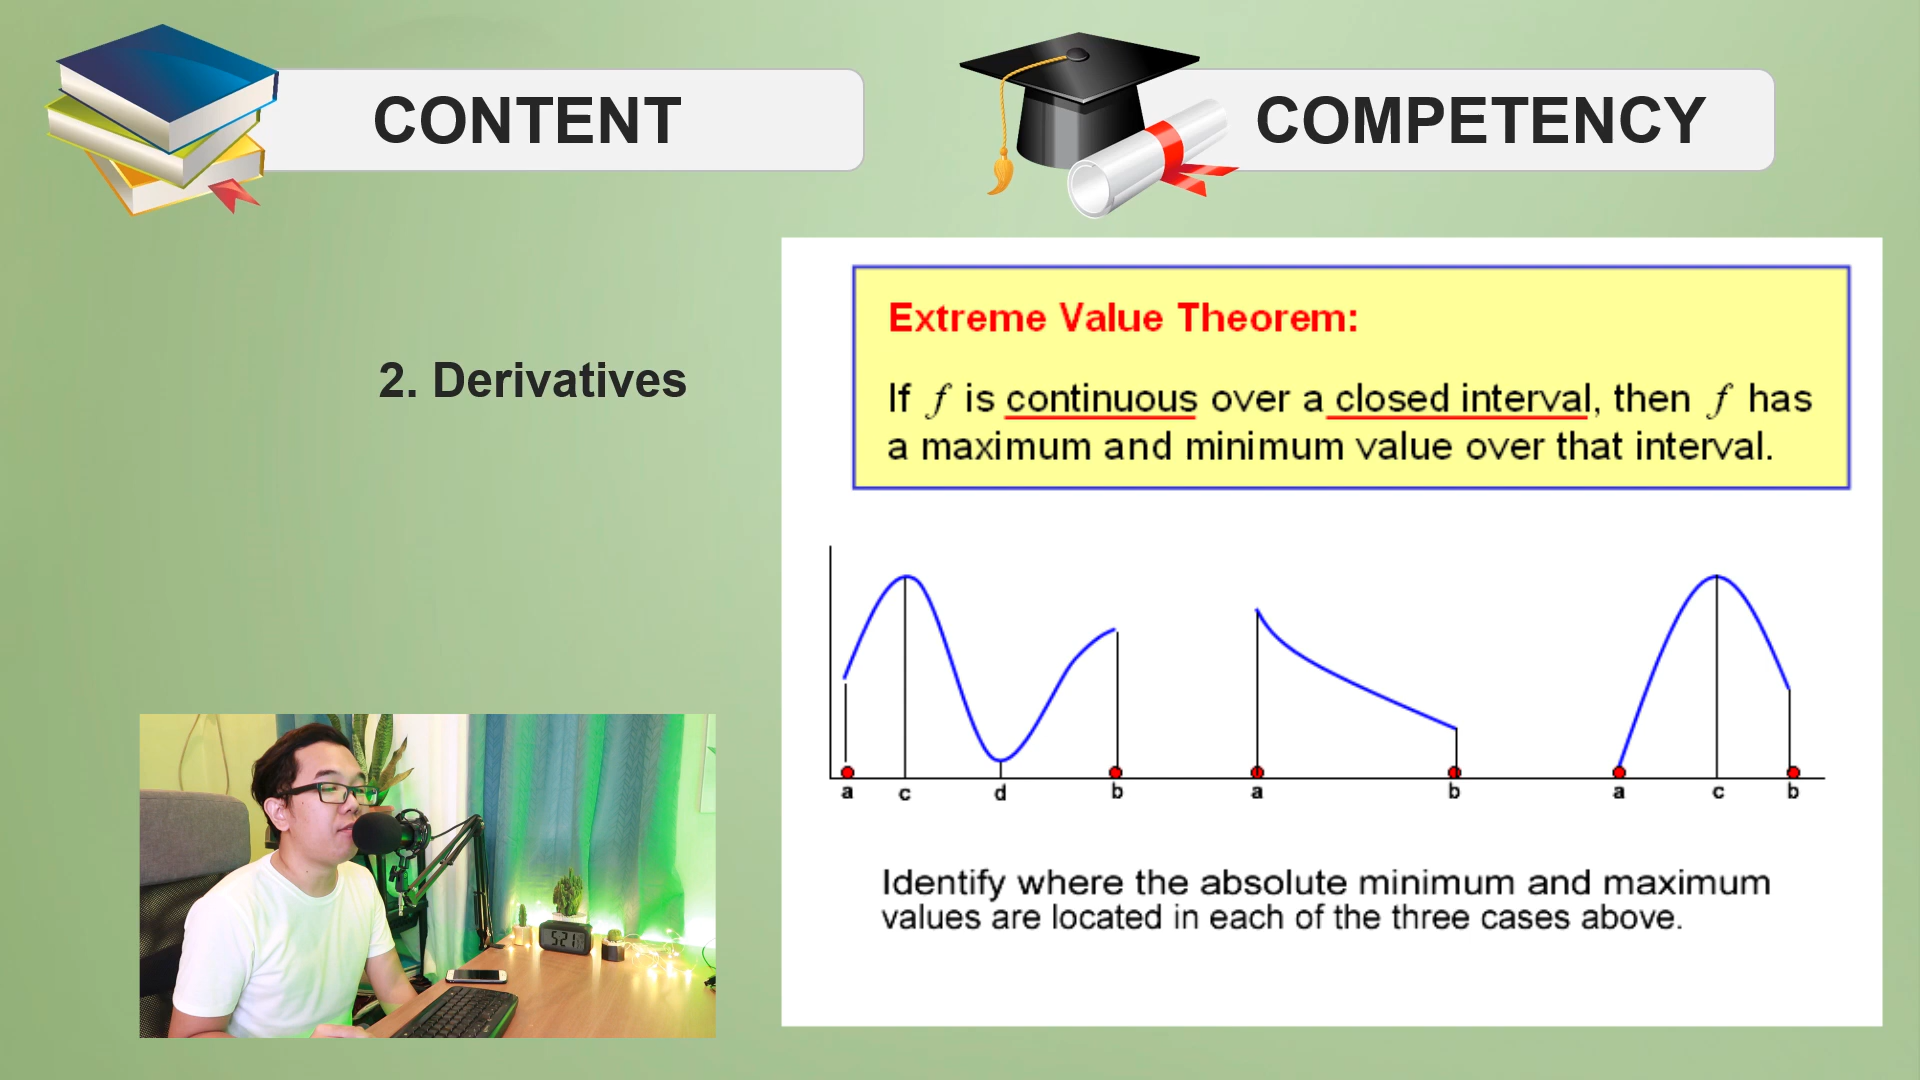 CONTENT
COMPETENCY
2. Derivatives
Extreme Value Theorem:
If f is continuous over a closed interval, then f has
a maximum and minimum value over that interval.
a c d b a b a c b
Identify where the absolute minimum and maximum
values are located in each of the three cases above.
5:21